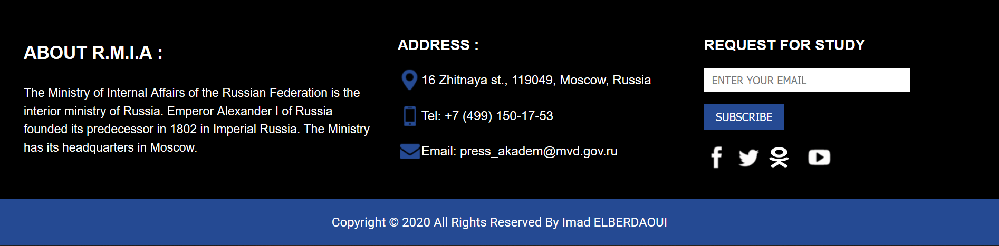 ABOUT R.M.I.A :
The Ministry of Internal Affairs of the Russian Federation is the
interior ministry of Russia. Emperor Alexander I of Russia
founded its predecessor in 1802 in Imperial Russia. The Ministry
has its headquarters in Moscow.
ADDRESS :
16 Zhitnaya st., 119049, Moscow, Russia
Tel: +7 (499) 150-17-53
Email: press_akadem@mvd.gov.ru
REQUEST FOR STUDY
ENTER YOUR EMAIL
SUBSCRIBE
Copyright © 2020 All Rights Reserved By Imad ELBERDAOUI